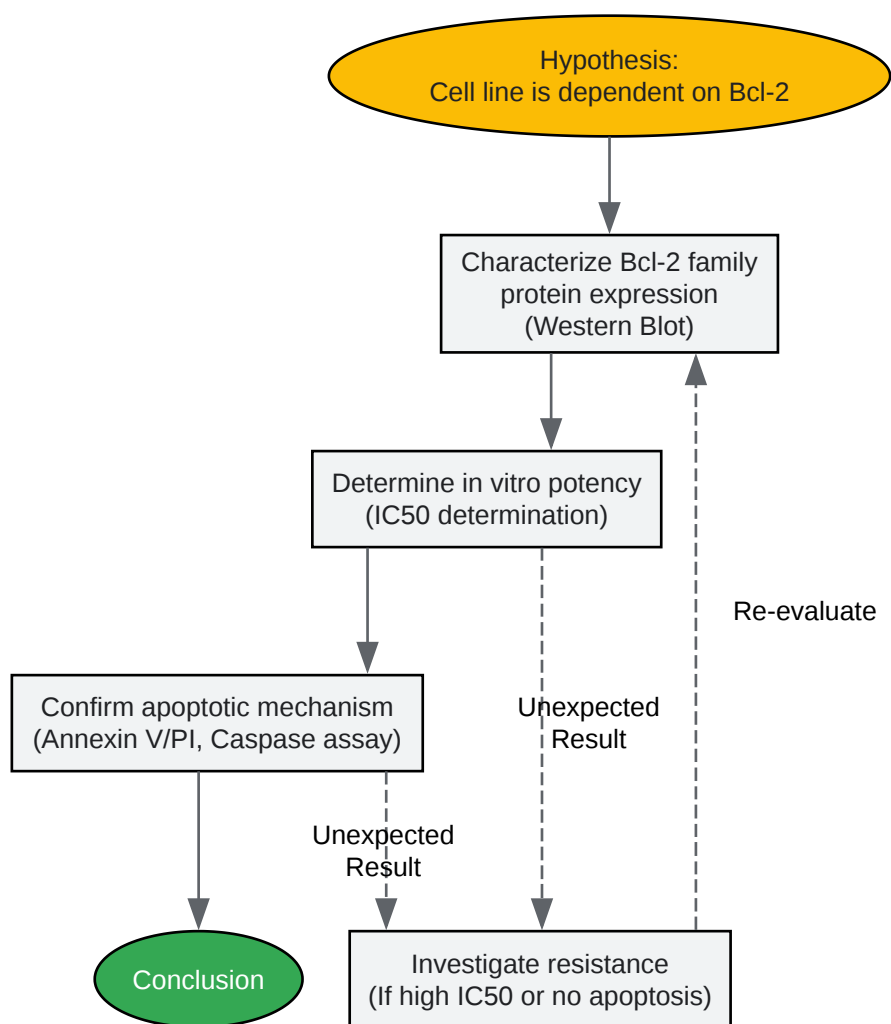 Hypothesis:
Cell line is dependent on Bcl-2
Characterize Bcl-2 family
protein expression
(Western Blot)
Determine in vitro potency
(IC50 determination)
Re-evaluate
Confirm apoptotic mechanism
(Annexin V/PI, Caspase assay)
Unexpected
Result
Unexpected
Result
Conclusion
Investigate resistance
(If high IC50 or no apoptosis)